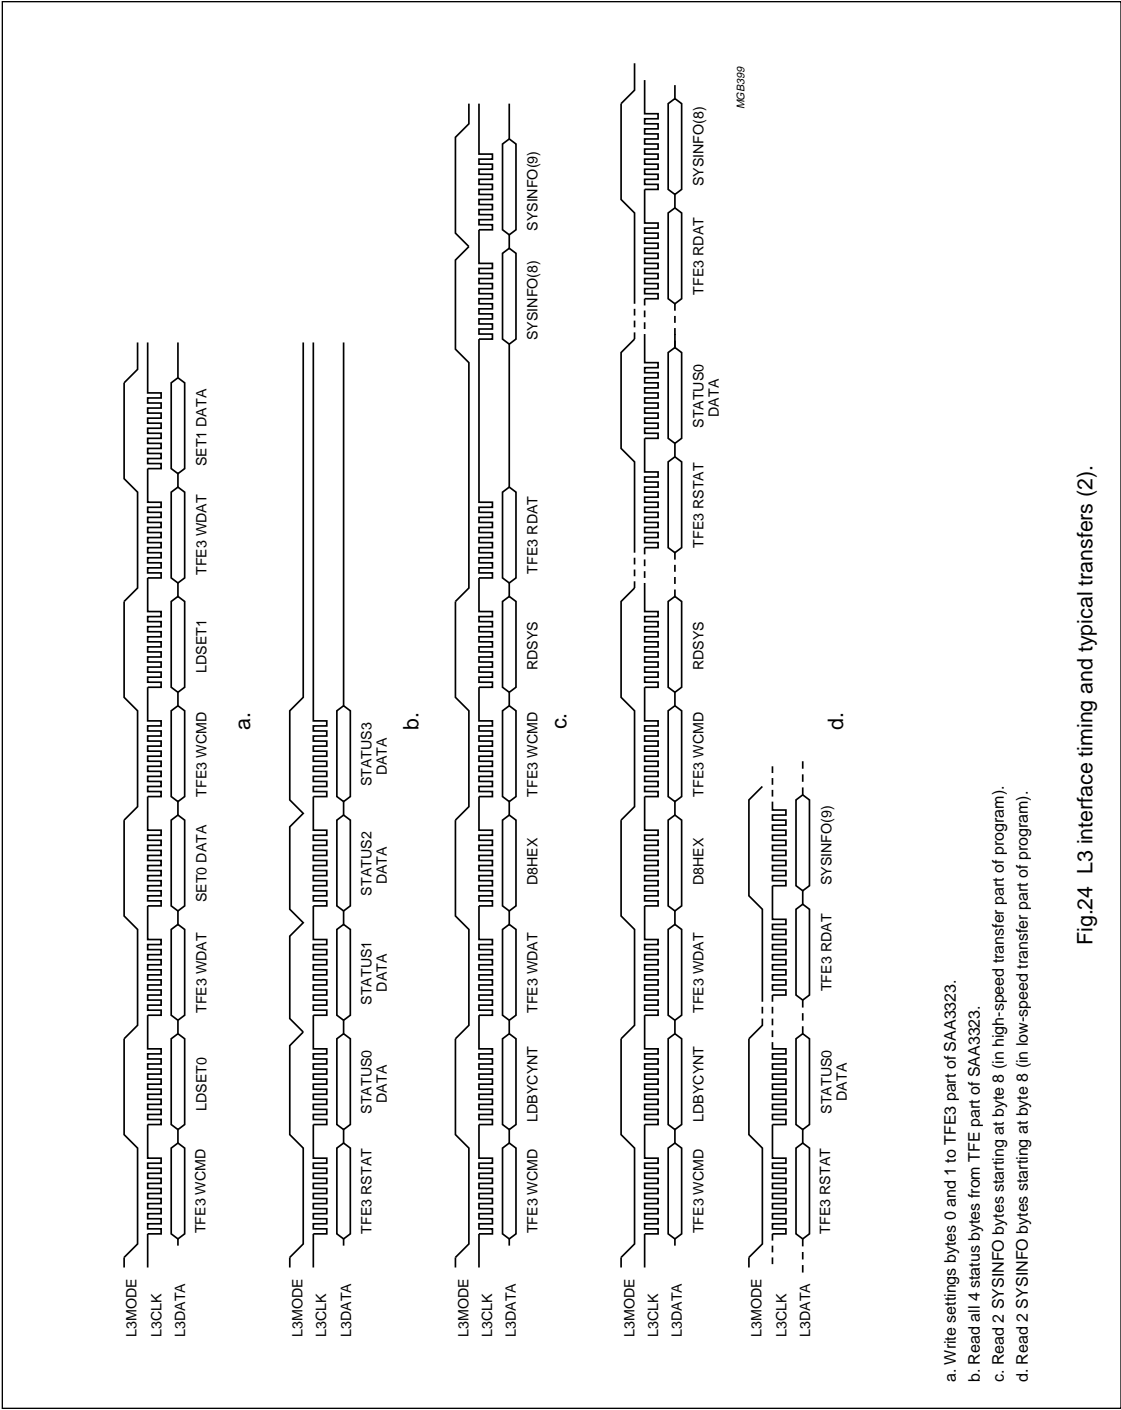 L3MODE
L3CLK
L3DATA
TFE3 WCMD
LDSET0
TFE3 WDAT
SET0 DATA
TFE3 WCMD
LDSET1
TFE3 WDAT
SET1 DATA
a.
L3MODE
L3CLK
L3DATA
TFE3 RSTAT
STATUS0
DATA
STATUS1
DATA
STATUS2
DATA
STATUS3
DATA
b.
L3MODE
L3CLK
L3DATA
TFE3 WCMD
LDBYCYNT
TFE3 WDAT
D8HEX
TFE3 WCMD
RDSYS
TFE3 RDAT
SYSINFO(8)
SYSINFO(9)
c.
L3MODE
L3CLK
L3DATA
TFE3 WCMD
LDBYCYNT
TFE3 WDAT
D8HEX
TFE3 WCMD
RDSYS
TFE3 RSTAT
STATUS0
DATA
TFE3 RDAT
SYSINFO(8)
MGB399
L3MODE
L3CLK
L3DATA
TFE3 RSTAT
STATUS0
DATA
TFE3 RDAT
SYSINFO(9)
d.
a. Write settings bytes 0 and 1 to TFE3 part of SAA3323.
b. Read all 4 status bytes from TFE part of SAA3323.
c. Read 2 SYSINFO bytes starting at byte 8 (in high-speed transfer part of program).
d. Read 2 SYSINFO bytes starting at byte 8 (in low-speed transfer part of program).
Fig.24 L3 interface timing and typical transfers (2).